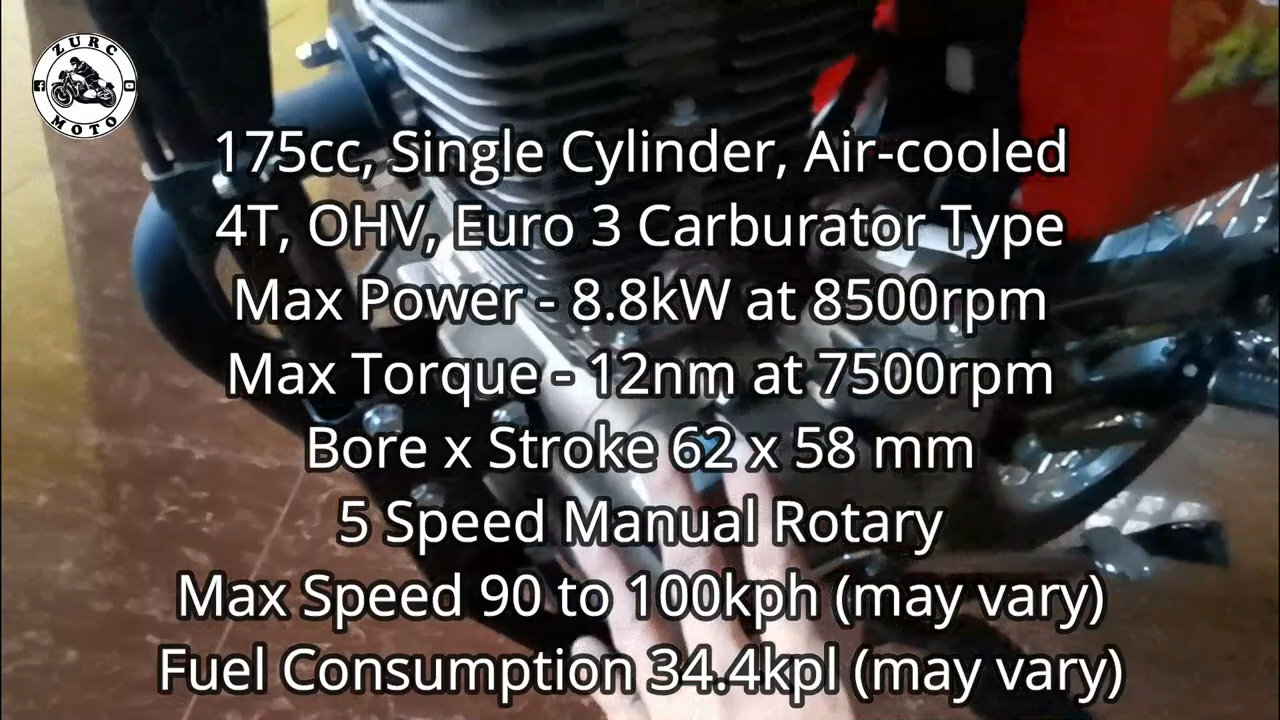 ZURC
MOTO
175cc, Single Cylinder, Air-cooled
4T, OHV, Euro 3 Carburator Type
Max Power - 8.8kW at 8500rpm
Max Torque - 12nm at 7500rpm
Bore x Stroke 62 x 58 mm
5 Speed Manual Rotary
Max Speed 90 to 100kph (may vary)
Fuel Consumption 34.4kpl (may vary)